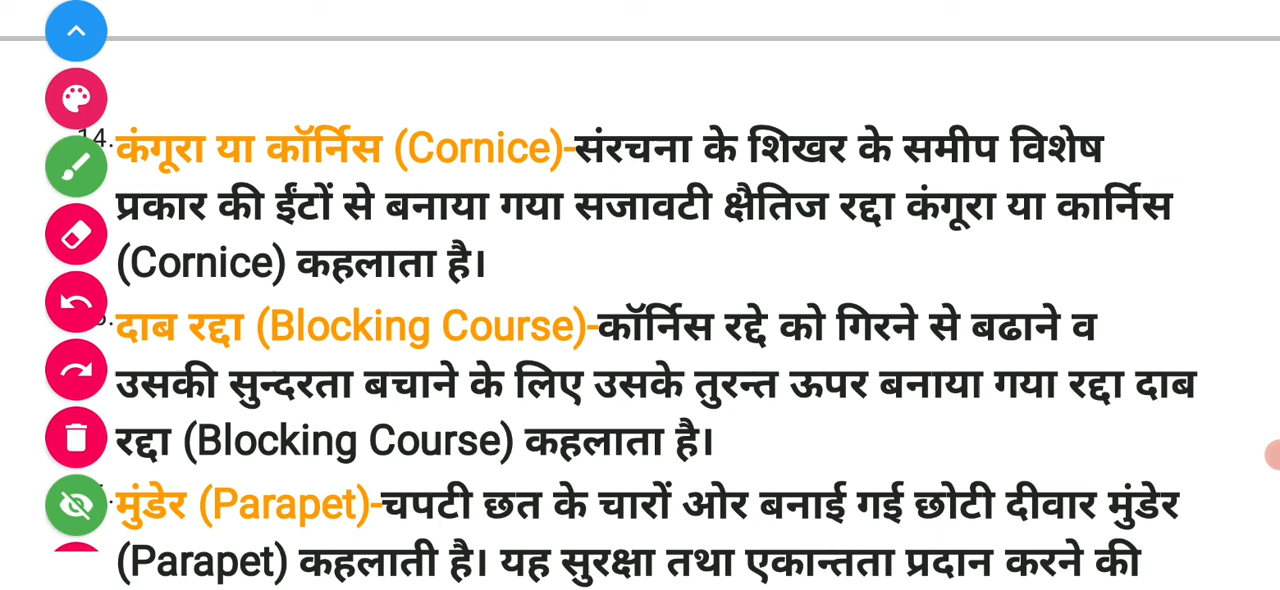 14. कंगूरा या कॉर्निस (Cornice)-संरचना के शिखर के समीप विशेष
प्रकार की ईंटों से बनाया गया सजावटी क्षैतिज रद्दा कंगूरा या कार्निस
(Cornice) कहलाता है।
दाब रद्दा (Blocking Course)-कॉर्निस रद्दे को गिरने से बढाने व
उसकी सुन्दरता बचाने के लिए उसके तुरन्त ऊपर बनाया गया रद्दा दाब
रद्दा (Blocking Course) कहलाता है।
मुंडेर (Parapet)-चपटी छत के चारों ओर बनाई गई छोटी दीवार मुंडेर
(Parapet) कहलाती है। यह सुरक्षा तथा एकान्तता प्रदान करने की